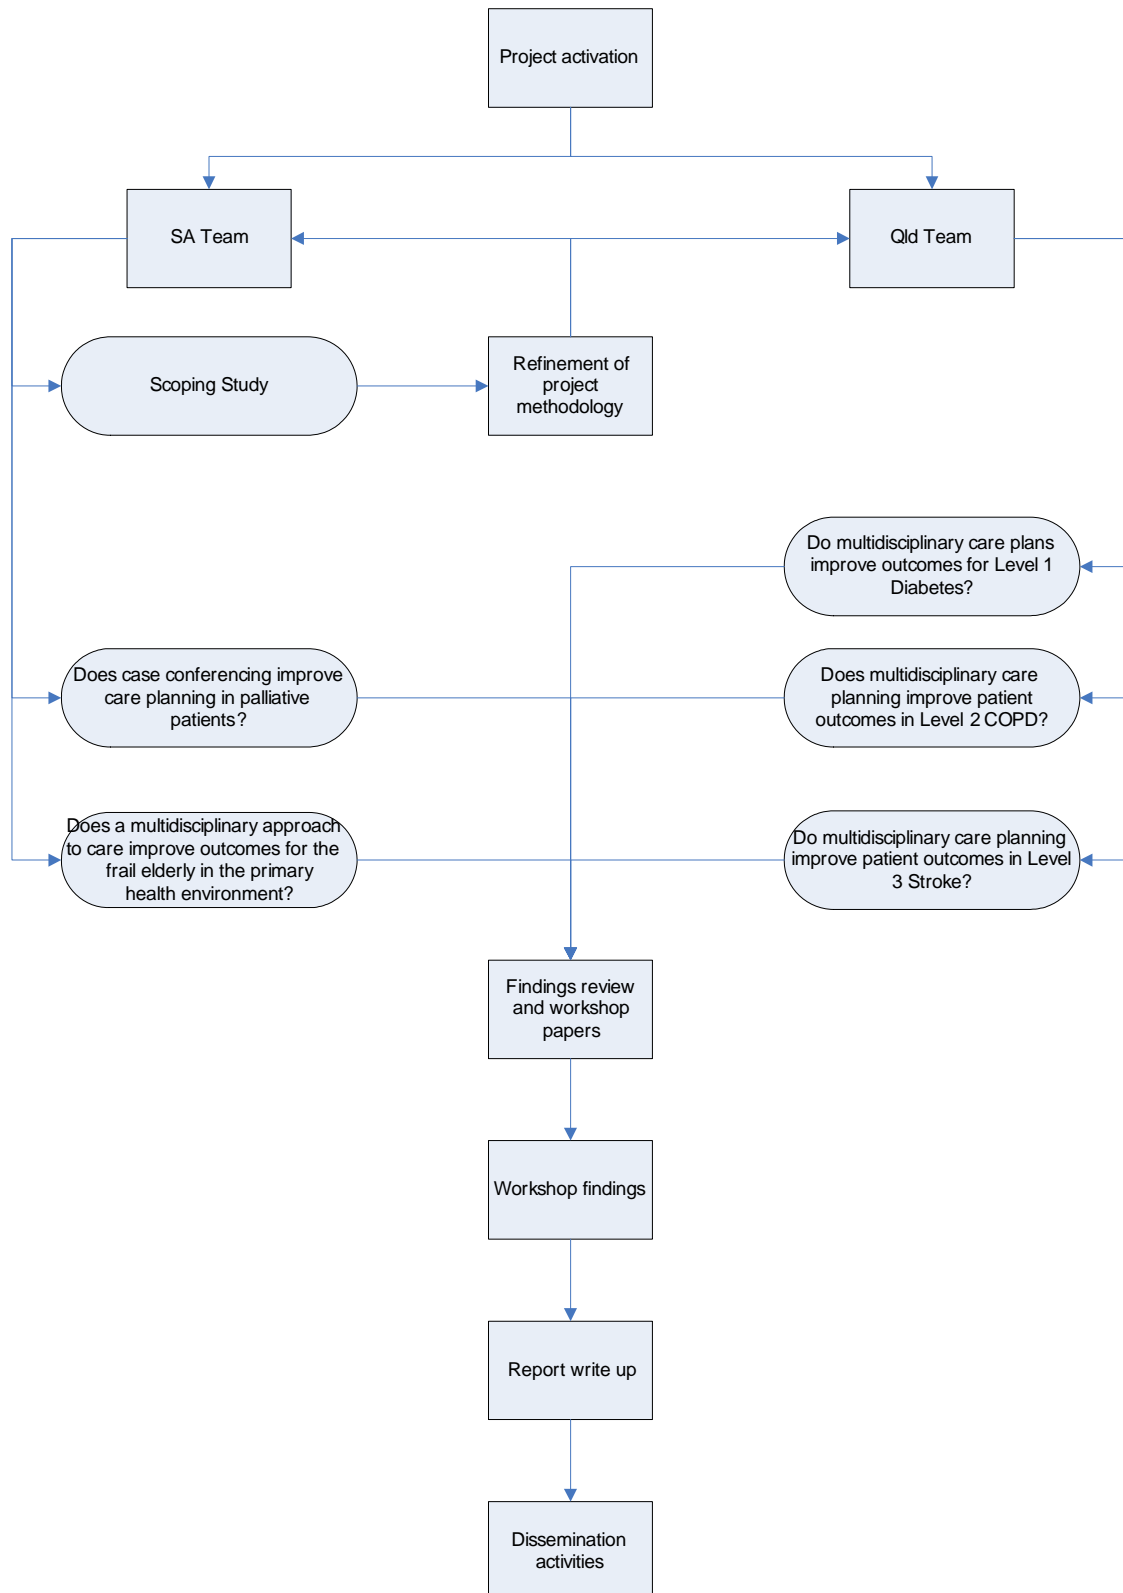 Project activation
SA Team
Qld Team
Scoping Study
Refinement of
project
methodology
Do multidisciplinary care plans
improve outcomes for Level 1
Diabetes?
Does case conferencing improve
care planning in palliative
patients?
Does multidisciplinary care
planning improve patient
outcomes in Level 2 COPD?
Does a multidisciplinary approach
to care improve outcomes for the
frail elderly in the primary
health environment?
Do multidisciplinary care planning
improve patient outcomes in Level
3 Stroke?
Findings review
and workshop
papers
Workshop findings
Report write up
Dissemination
activities